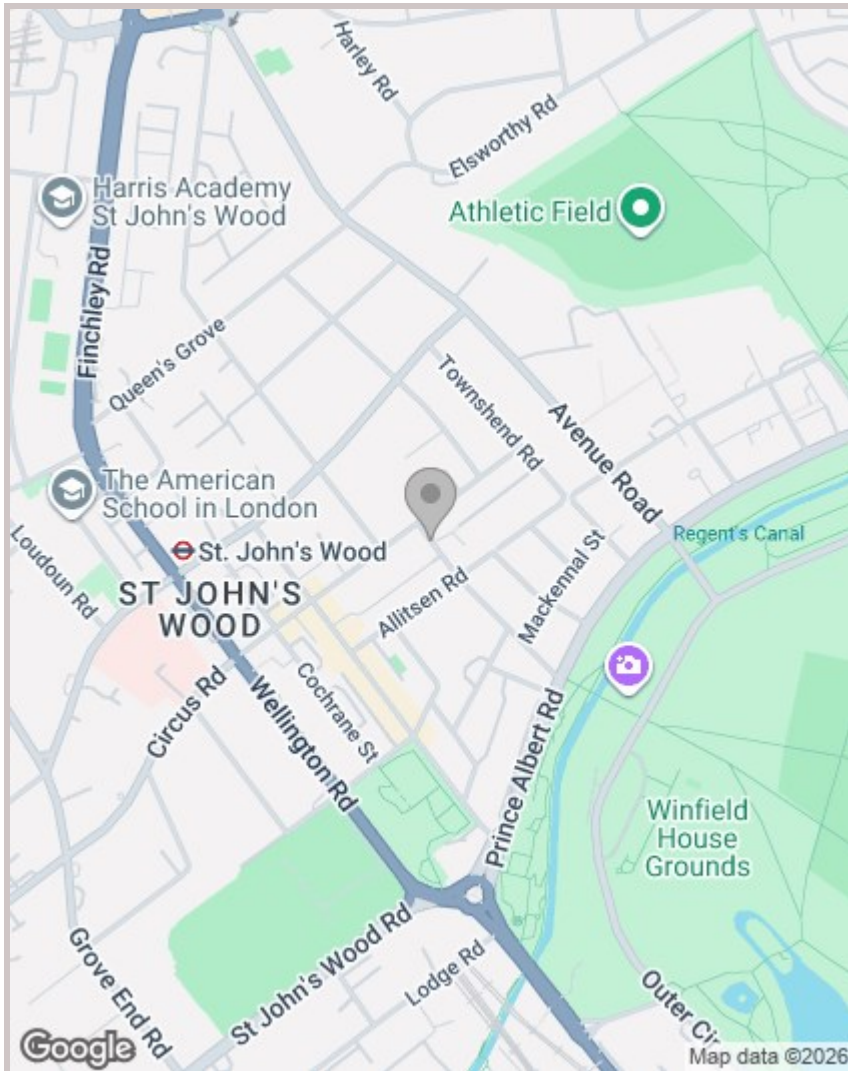 Harley Rd
Elsworthy Rd
Harris Academy
St John's Wood
Athletic Field
Finchley Rd
Queen's Grove
Townshend Rd
Avenue Road
The American
School in London
Regent's Canal
Loudoun Rd
St. John's Wood
Mackennal St
ST JOHN'S
WOOD
Allitsen Rd
Circus Rd
Cochrane St
Wellington Rd
Prince Albert Rd
Winfield
House
Grounds
Grove End Rd
St John's Wood Rd
Lodge Rd
Outer Cir
Google
Map data ©2026